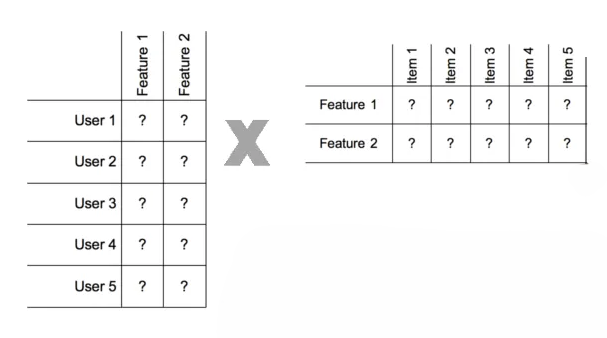 Feature 1 Feature 2
User 1 ? ?
User 2 ? ?
User 3 ? ?
User 4 ? ?
User 5 ? ?
X
Item 1 Item 2 Item 3 Item 4 Item 5
Feature 1 ? ? ? ? ?
Feature 2 ? ? ? ? ?